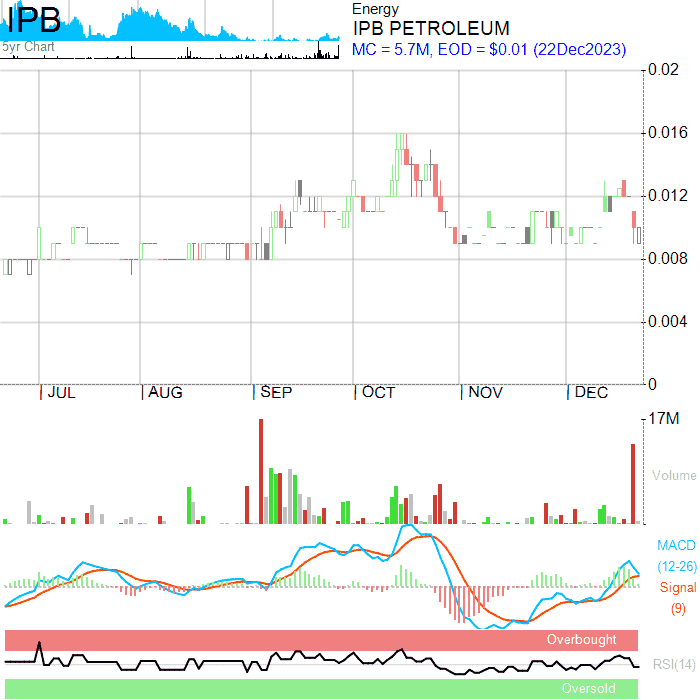 IPB
5yr Chart
Energy
IPB PETROLEUM
MC = 5.7M, EOD = $0.01 (22Dec2023)
0.02
0.016
0.012
0.008
0.004
0
JUL AUG SEP OCT NOV DEC
17M
Volume
MACD
(12-26)
Signal
(9)
Overbought
RSI(14)
Oversold